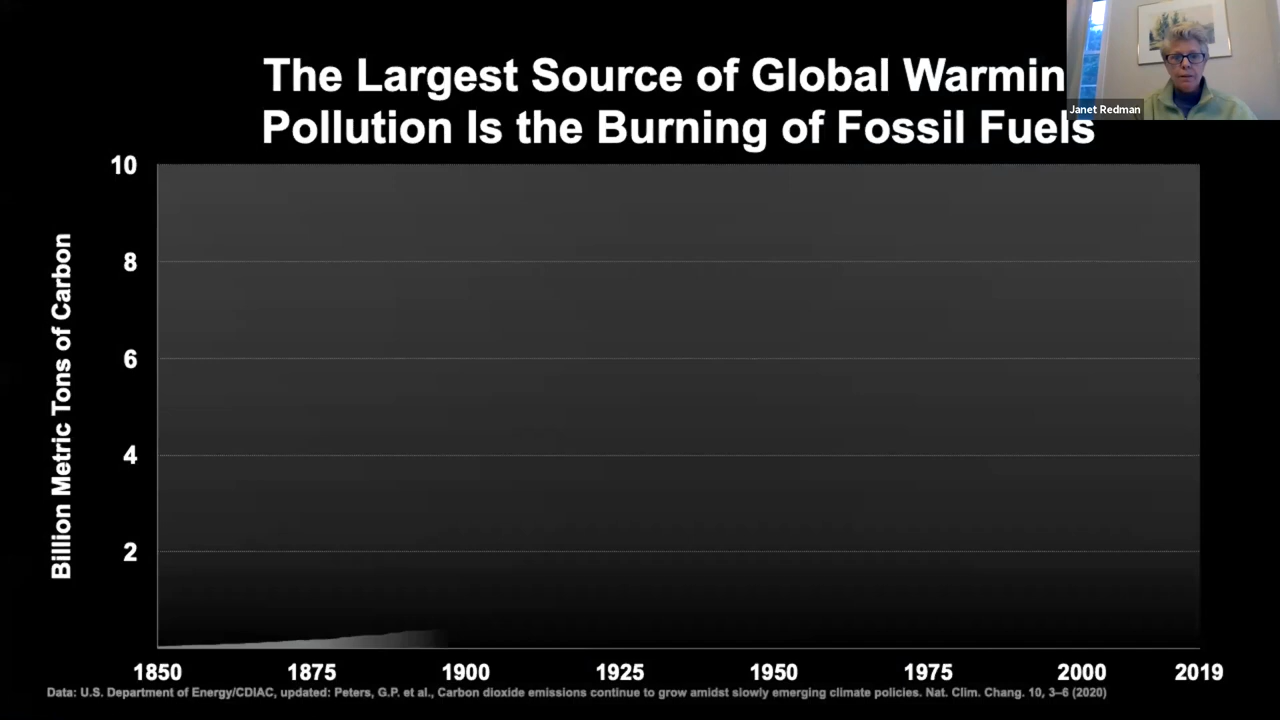 The Largest Source of Global Warmin
Pollution Is the Burning of Fossil Fuels
Janet Redman
Billion Metric Tons of Carbon
10
8
6
4
2
1850 1875 1900 1925 1950 1975 2000 2019
Data: U.S. Department of Energy/CDIAC, updated: Peters, G.P. et al., Carbon dioxide emissions continue to grow amidst slowly emerging climate policies. Nat. Clim. Chang. 10, 3–6 (2020)